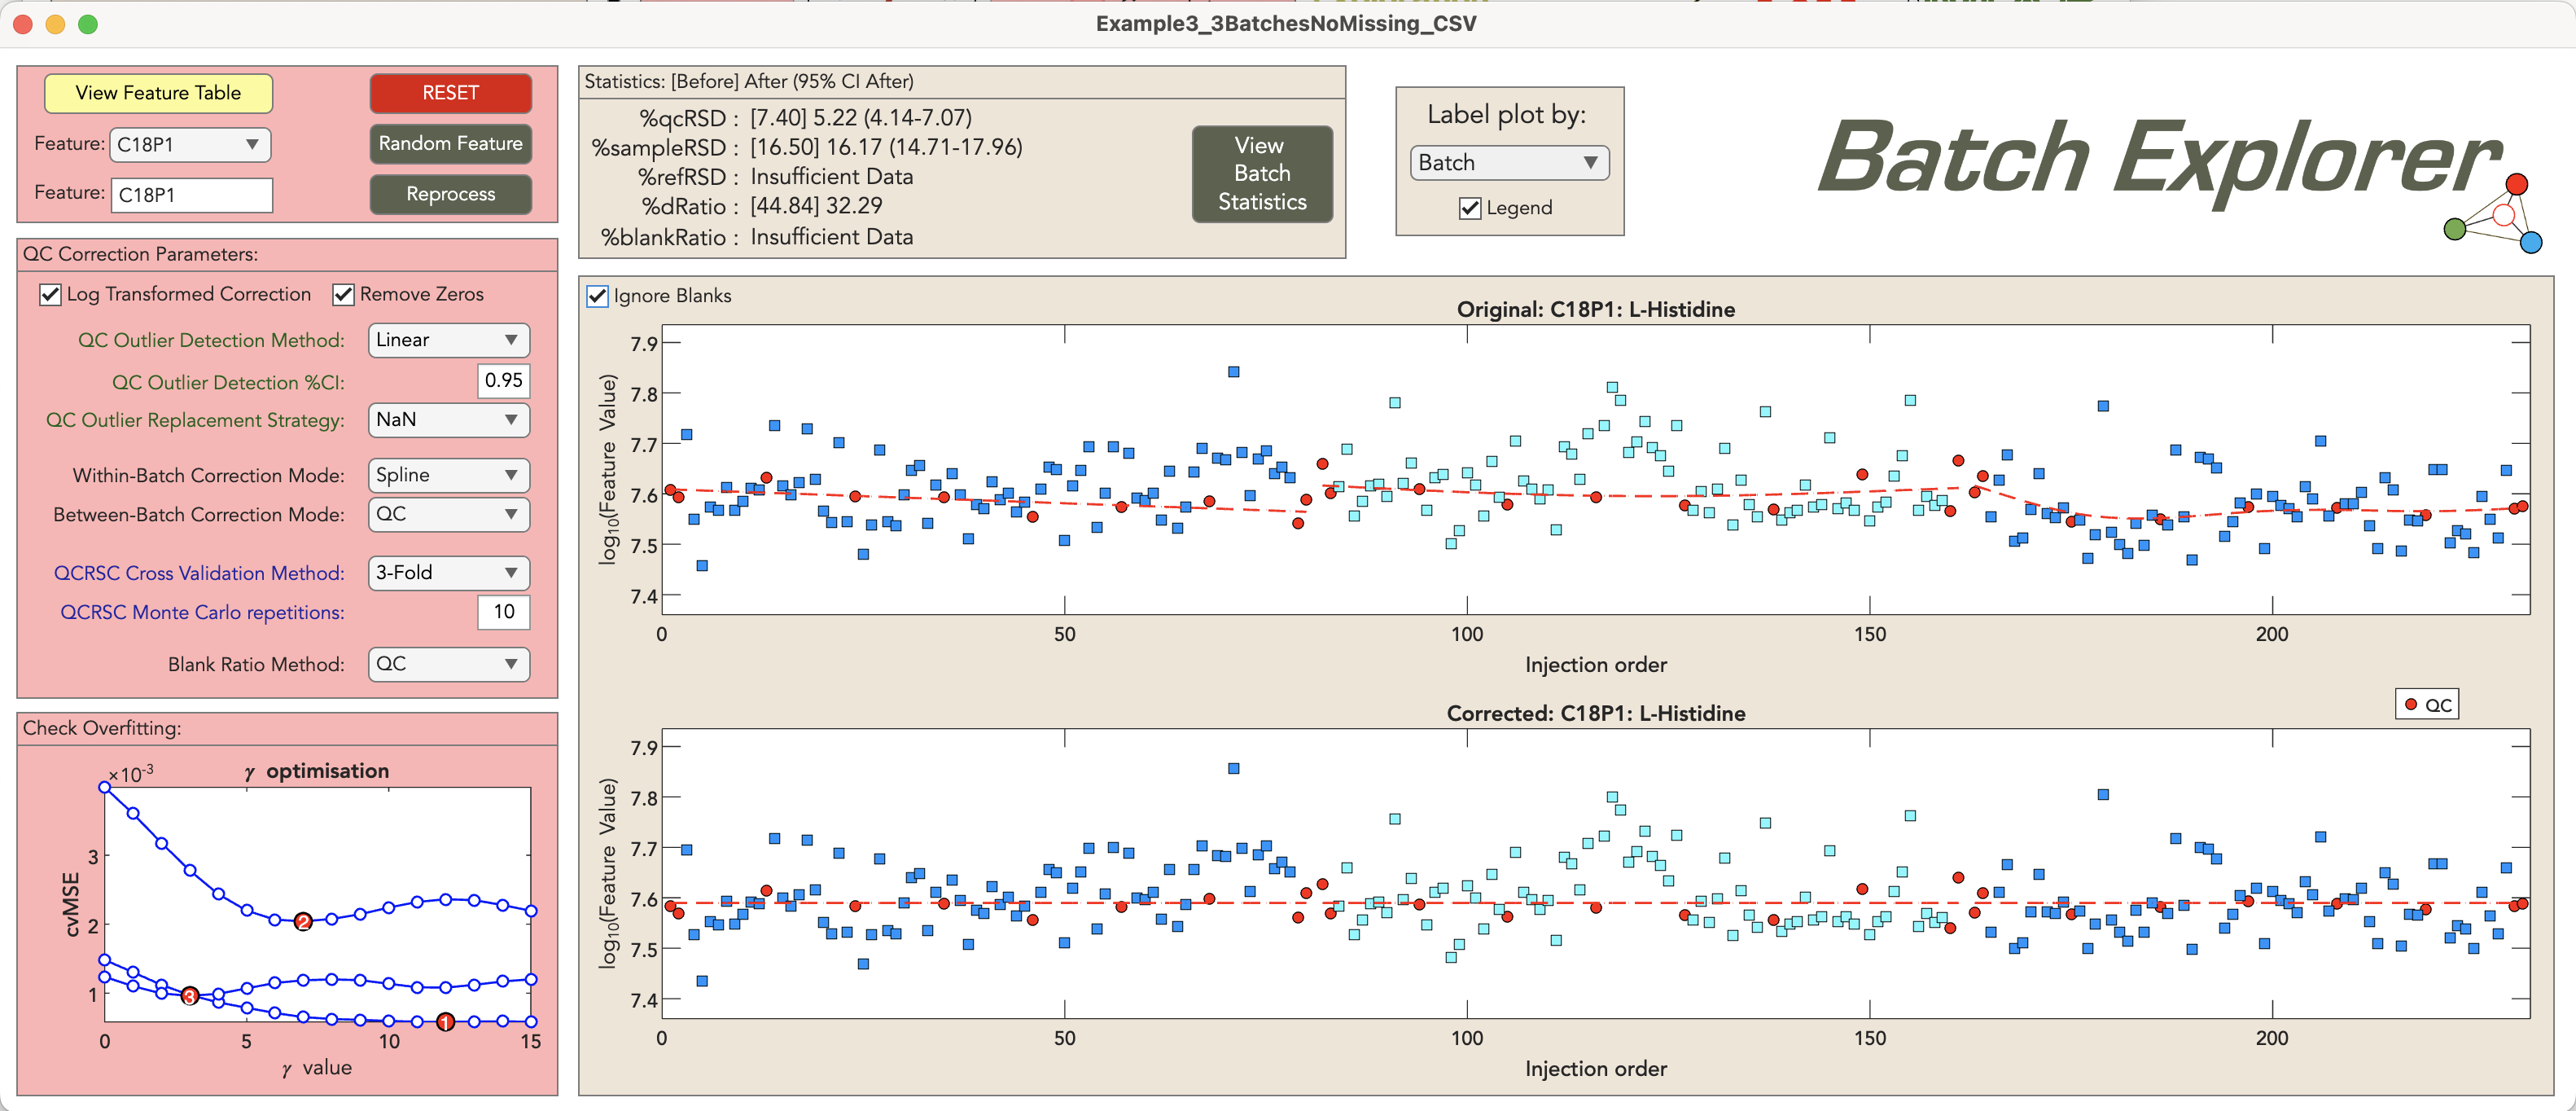 Example3_3BatchesNoMissing_CSV
View Feature Table
RESET
Feature: C18P1
Random Feature
Feature: C18P1
Reprocess
Statistics: [Before] After (95% CI After)
%qcRSD : [7.40] 5.22 (4.14-7.07)
%sampleRSD : [16.50] 16.17 (14.71-17.96)
%refRSD : Insufficient Data
%dRatio : [44.84] 32.29
%blankRatio : Insufficient Data
View
Batch
Statistics
Label plot by:
Batch
Legend
Batch Explorer
QC Correction Parameters:
Log Transformed Correction
Remove Zeros
QC Outlier Detection Method: Linear
QC Outlier Detection %CI: 0.95
QC Outlier Replacement Strategy: NaN
Within-Batch Correction Mode: Spline
Between-Batch Correction Mode: QC
QCRSC Cross Validation Method: 3-Fold
QCRSC Monte Carlo repetitions: 10
Blank Ratio Method: QC
Check Overfitting:
γ optimisation
×10⁻³
3
2
1
cvMSE
2
3
1
0 5 10 15
γ value
Ignore Blanks
Original: C18P1: L-Histidine
7.9
7.8
7.7
7.6
7.5
7.4
log₁₀(Feature Value)
0 50 100 150 200
Injection order
QC
Corrected: C18P1: L-Histidine
7.9
7.8
7.7
7.6
7.5
7.4
log₁₀(Feature Value)
0 50 100 150 200
Injection order